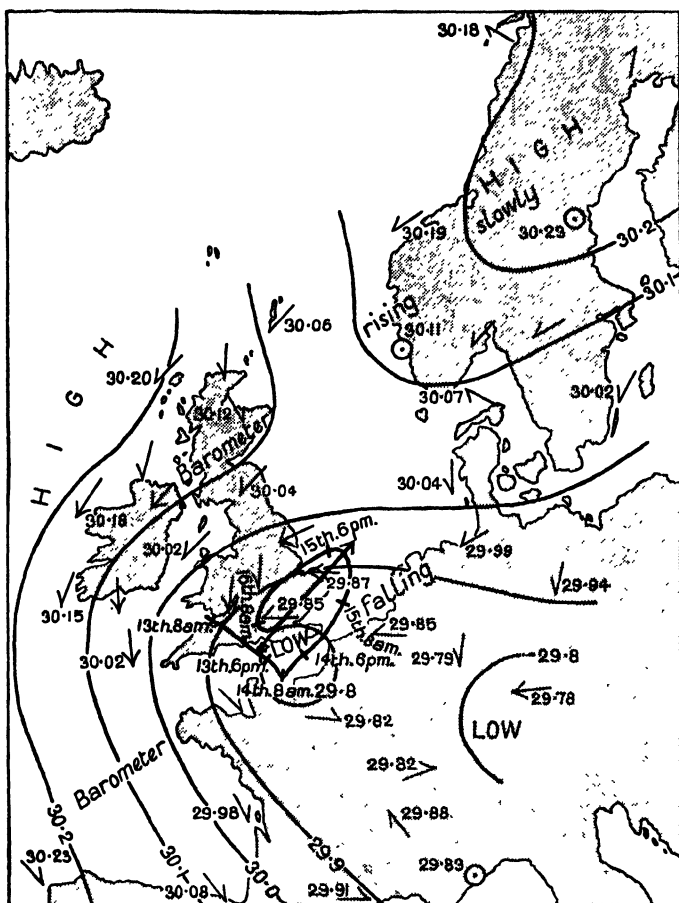 30·18
HIGH
slowly
30·19
30·23
30·2
30·1
rising
30·11
30·06
HIGH
30·20
30·12
Barometer
30·07
30·02
30·04
30·04
30·18
30·02
15th.6pm.
29·99
29·87
falling
29·94
16th.8am.
29·85
30·15
13th.8am.
15th.8am.
29·85
LOW
30·02
13th.6pm.
14th.6pm.
29·79
29·8
14th.8am.
29·8
29·78
29·82
LOW
Barometer
29·82
29·98
29·88
30·2
30·1
30·0
29·9
30·23
29·83
30·08
29·91